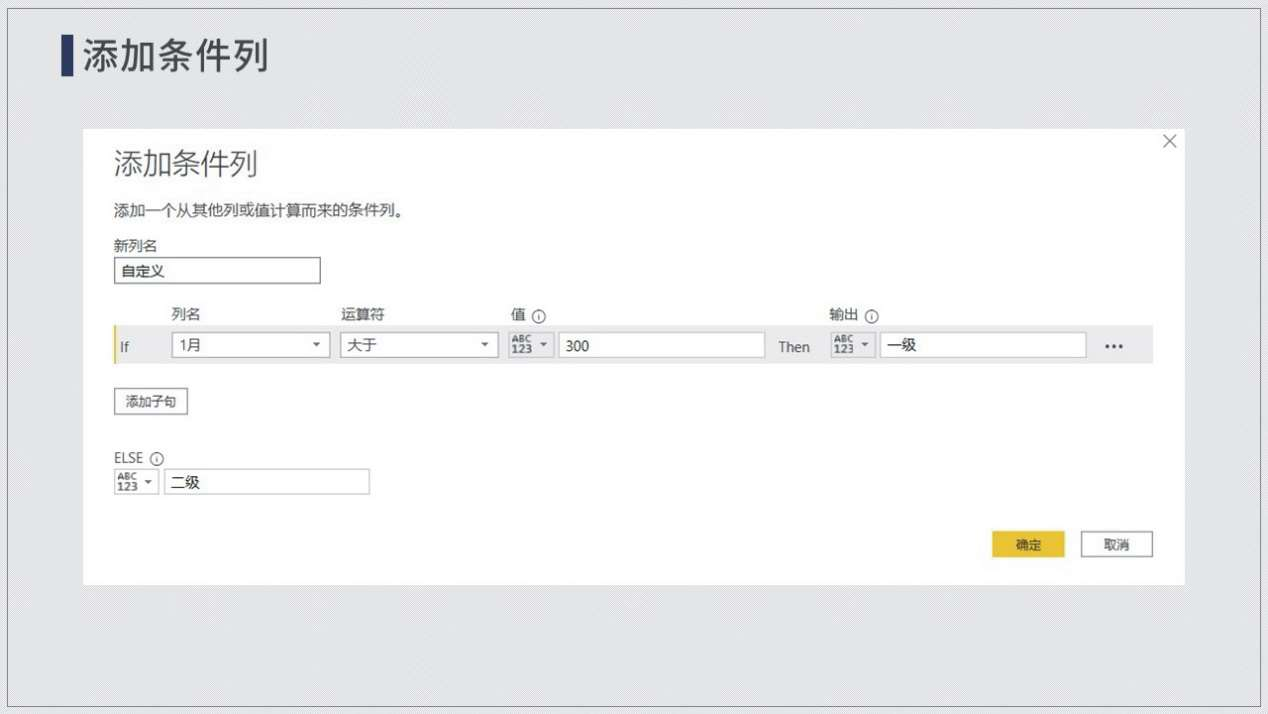 添加条件列
添加条件列
添加一个从其他列或值计算而来的条件列。
新列名
自定义
列名 运算符 值 输出
If 1月 大于 ABC 123 300 Then ABC 123 一级 ...
添加子句
ELSE
ABC 123 二级
确定 取消